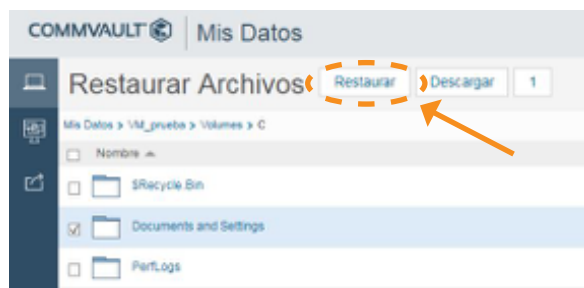 COMMVAULT Mis Datos
Restaurar Archivos Restaurar Descargar 1
Mis Datos > VM_prueba > Volumes > C
Nombre
$Recycle.Bin
Documents and Settings
PerfLogs